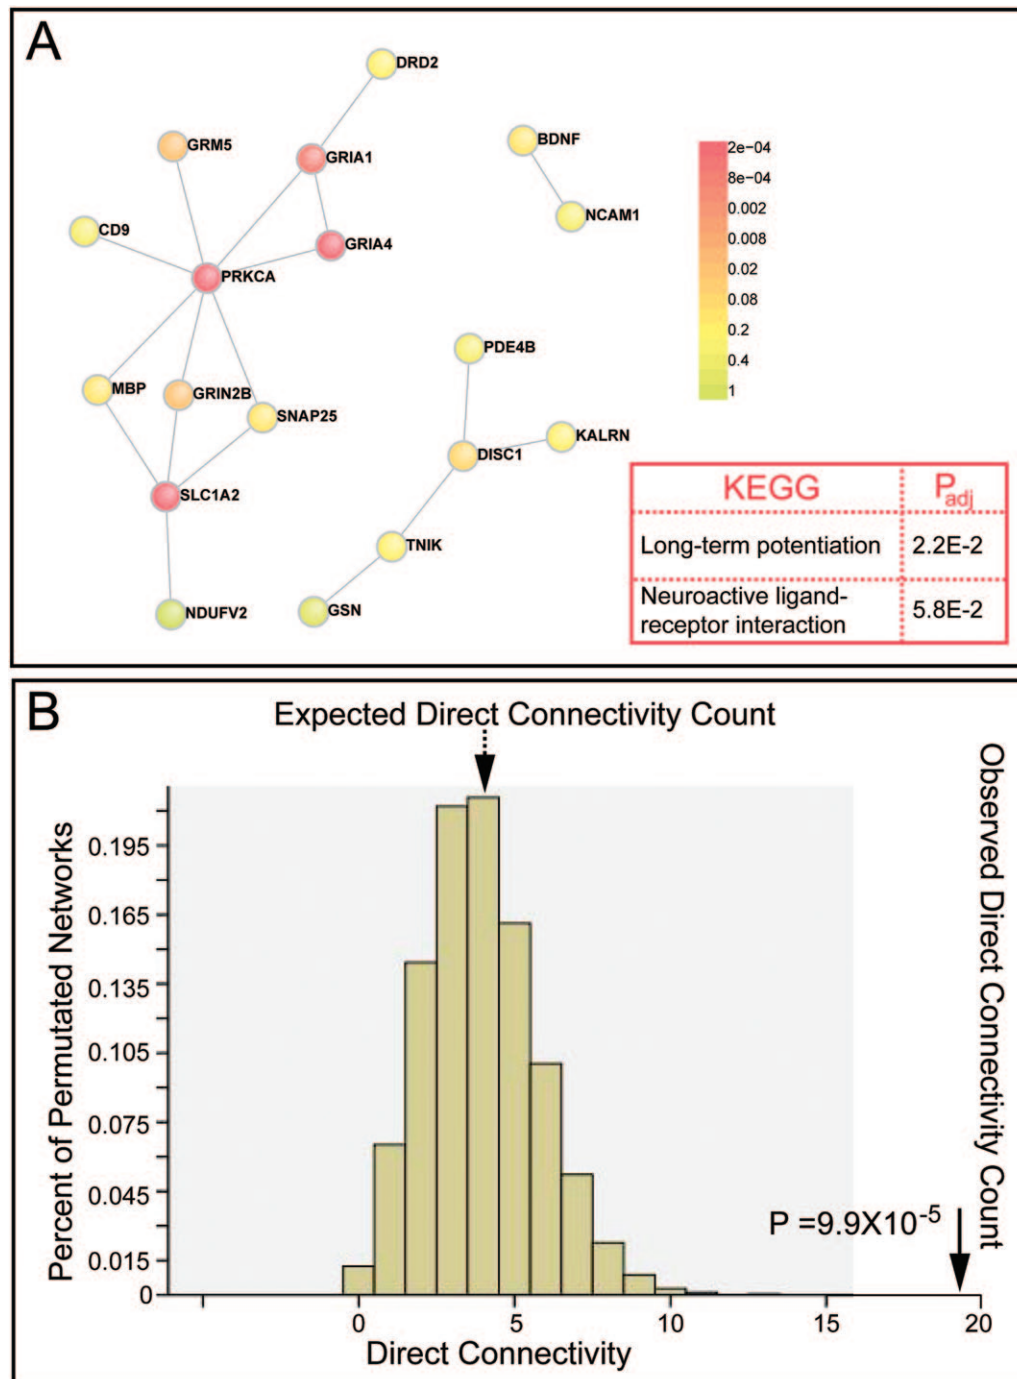 A
DRD2
GRM5
GRIA1
BDNF
NCAM1
CD9
GRIA4
PRKCA
2e−04
8e−04
0.002
0.008
0.02
0.08
0.2
0.4
1
PDE4B
MBP
GRIN2B
SNAP25
KALRN
DISC1
SLC1A2
TNIK
NDUFV2
GSN
KEGG
Padj
Long-term potentiation
2.2E-2
Neuroactive ligand-
receptor interaction
5.8E-2
B
Expected Direct Connectivity Count
Observed Direct Connectivity Count
Percent of Permutated Networks
0.195
0.165
0.135
0.105
0.075
0.045
0.015
0
P =9.9X10-5
0
5
10
15
20
Direct Connectivity